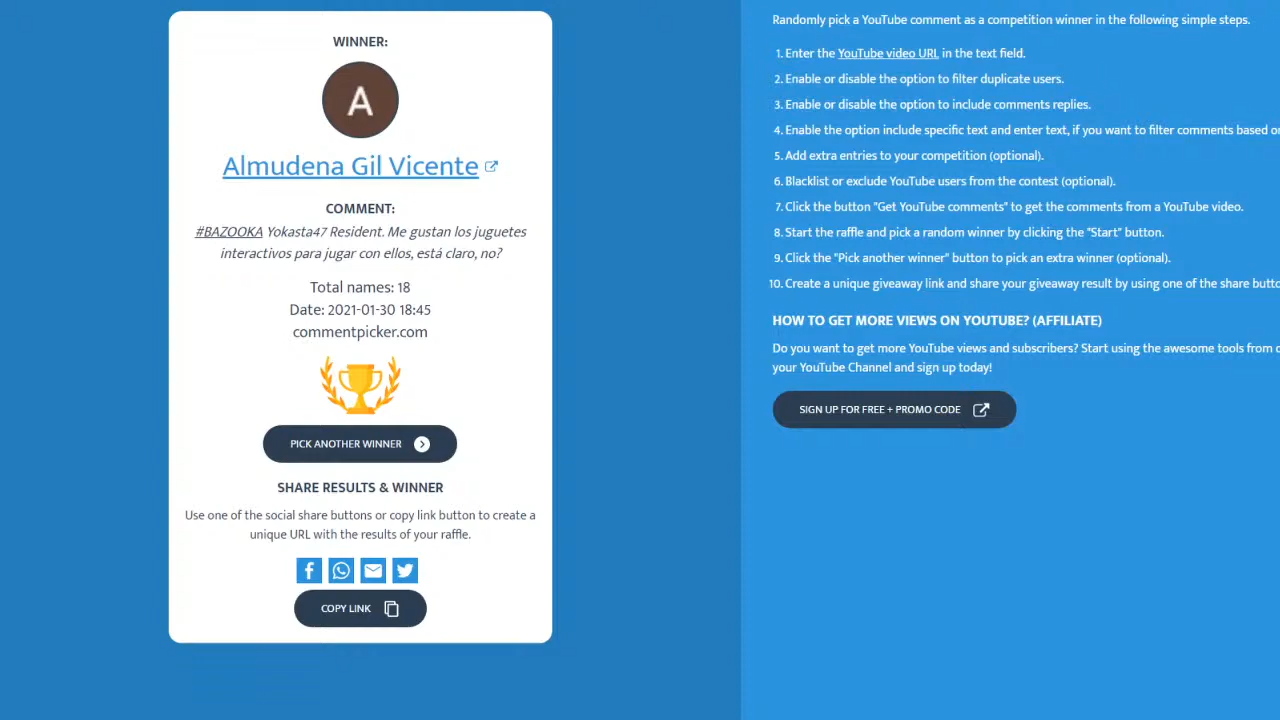 WINNER:
A
Almudena Gil Vicente
COMMENT:
#BAZOOKA Yokasta47 Resident. Me gustan los juguetes
interactivos para jugar con ellos, está claro, no?
Total names: 18
Date: 2021-01-30 18:45
commentpicker.com
PICK ANOTHER WINNER
SHARE RESULTS & WINNER
Use one of the social share buttons or copy link button to create a
unique URL with the results of your raffle.
COPY LINK
Randomly pick a YouTube comment as a competition winner in the following simple steps.
1. Enter the YouTube video URL in the text field.
2. Enable or disable the option to filter duplicate users.
3. Enable or disable the option to include comments replies.
4. Enable the option include specific text and enter text, if you want to filter comments based
5. Add extra entries to your competition (optional).
6. Blacklist or exclude YouTube users from the contest (optional).
7. Click the button "Get YouTube comments" to get the comments from a YouTube video.
8. Start the raffle and pick a random winner by clicking the "Start" button.
9. Click the "Pick another winner" button to pick an extra winner (optional).
10. Create a unique giveaway link and share your giveaway result by using one of the share
HOW TO GET MORE VIEWS ON YOUTUBE? (AFFILIATE)
Do you want to get more YouTube views and subscribers? Start using the awesome tools from
your YouTube Channel and sign up today!
SIGN UP FOR FREE + PROMO CODE